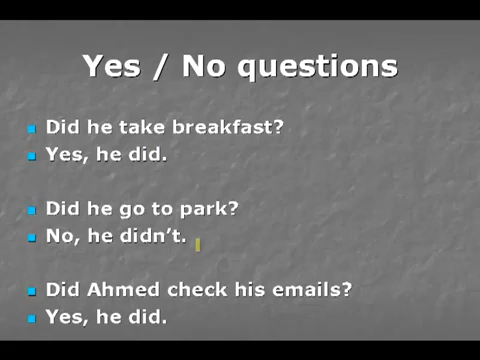 Yes / No questions
Did he take breakfast?
Yes, he did.
Did he go to park?
No, he didn't.
Did Ahmed check his emails?
Yes, he did.